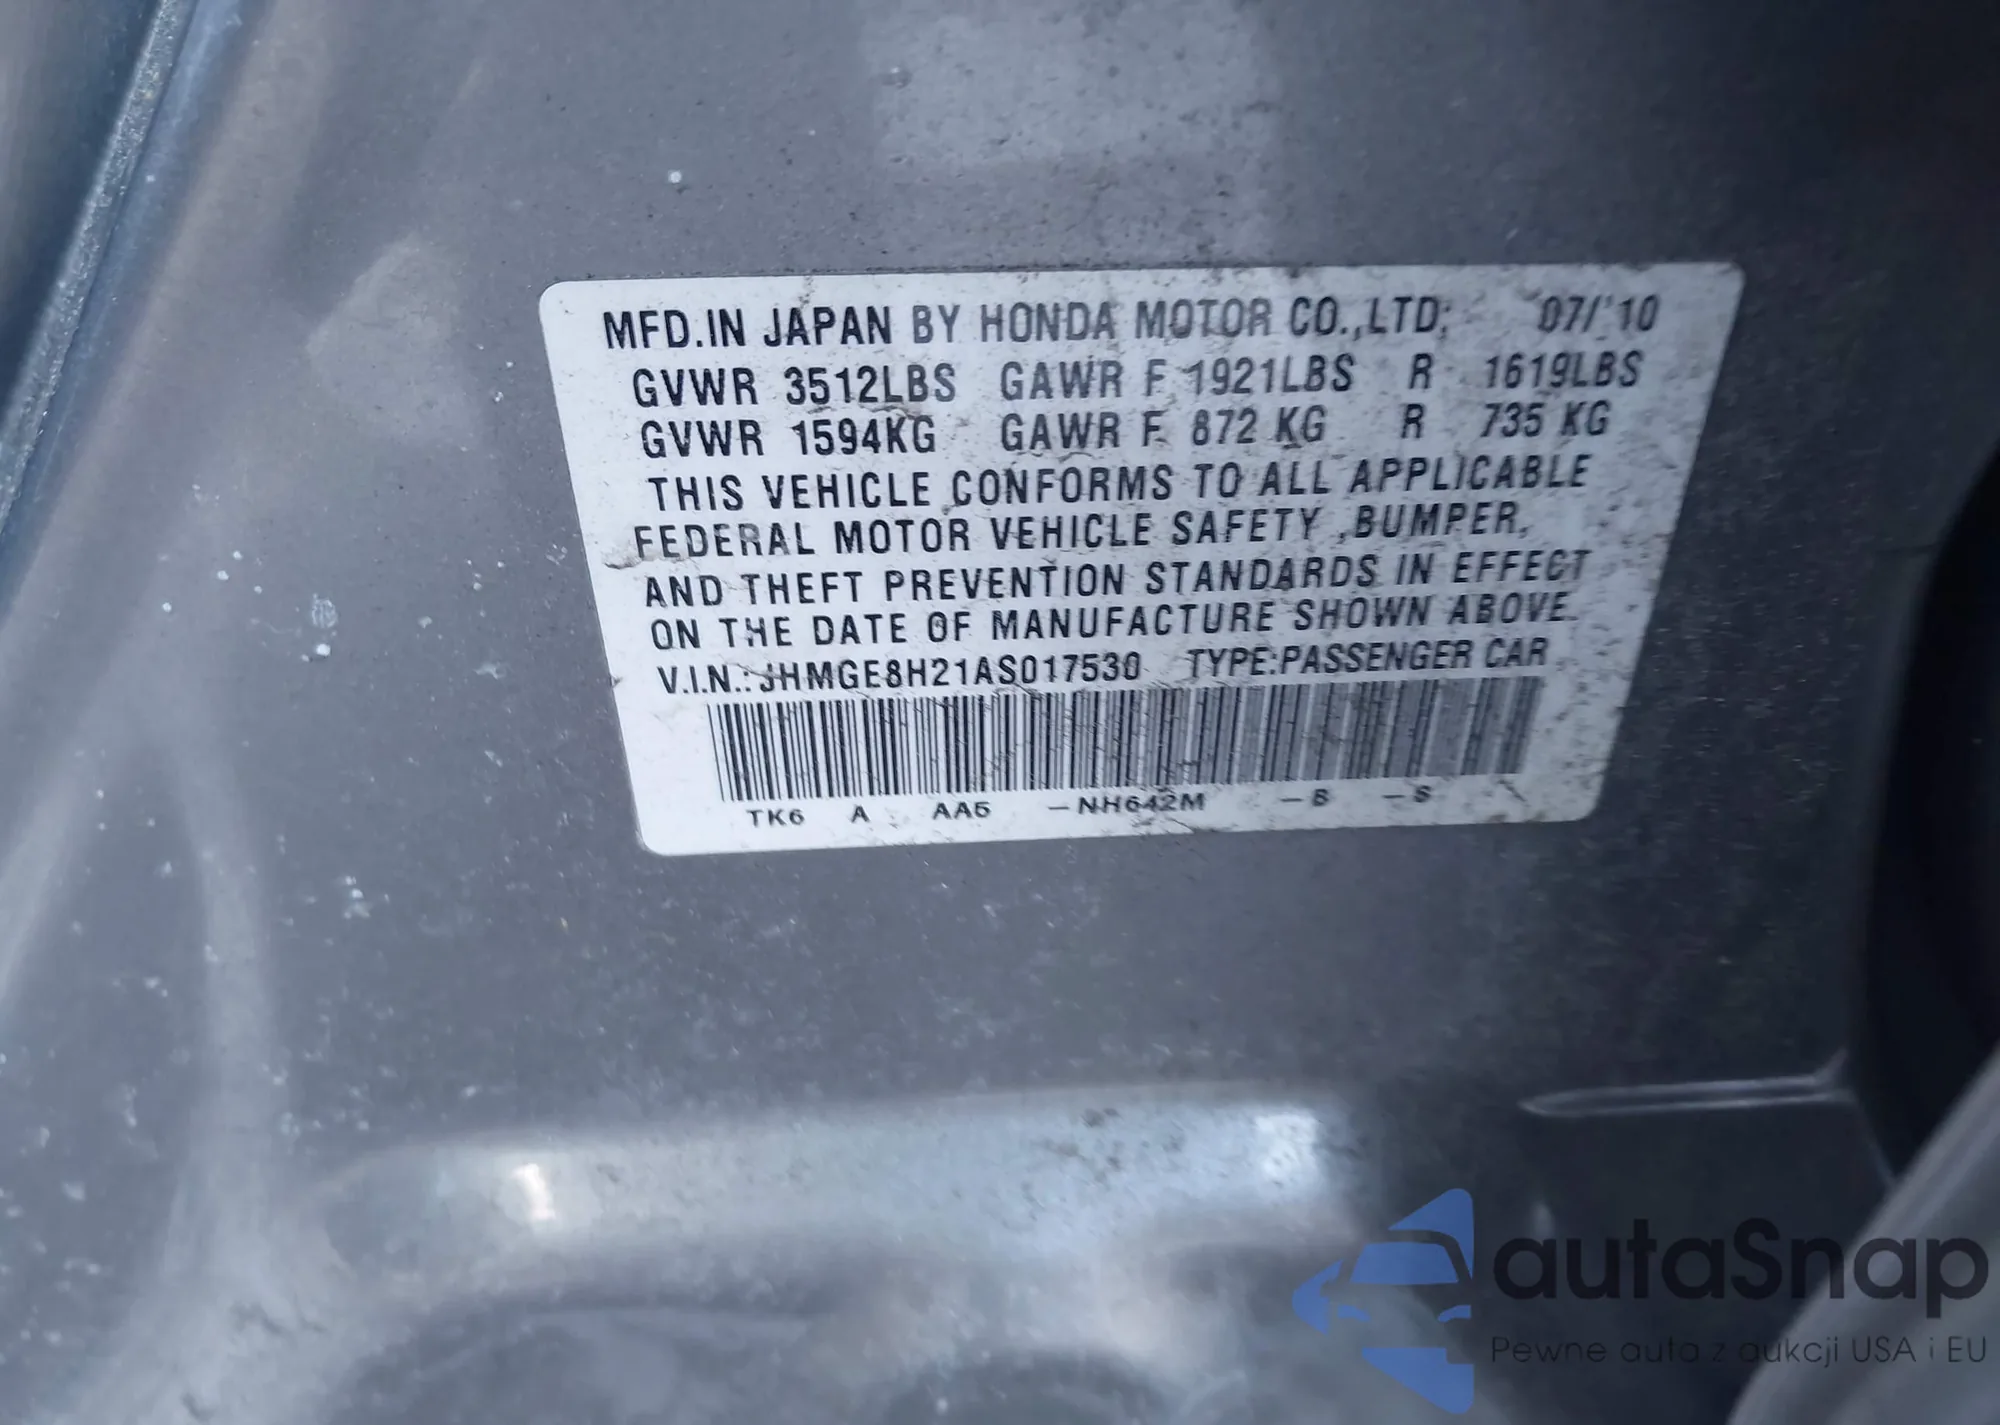 MFD.IN JAPAN BY HONDA MOTOR CO.,LTD; 07/'10
GVWR 3512LBS GAWR F 1921LBS R 1619LBS
GVWR 1594KG GAWR F 872 KG R 735 KG
THIS VEHICLE CONFORMS TO ALL APPLICABLE
FEDERAL MOTOR VEHICLE SAFETY ,BUMPER,
AND THEFT PREVENTION STANDARDS IN EFFECT
ON THE DATE OF MANUFACTURE SHOWN ABOVE.
V.I.N.: JHMGE8H21AS017530 TYPE:PASSENGER CAR
TK6 A AA5 -NH642M -B -S
autaSnap
Pewne auta z aukcji USA i EU